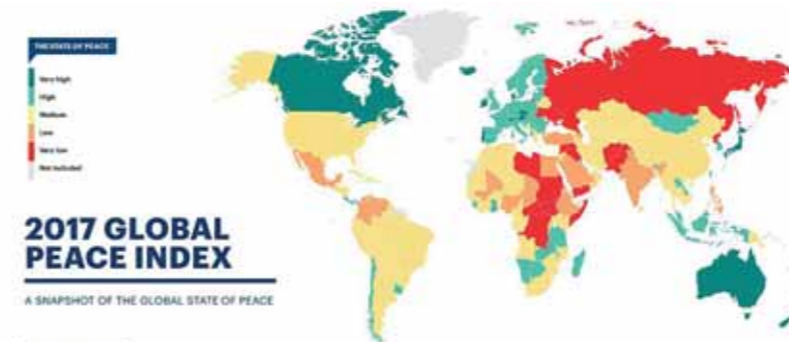 THE STATE OF PEACE
Very high
High
Medium
Low
Very low
Not included
2017 GLOBAL
PEACE INDEX
A SNAPSHOT OF THE GLOBAL STATE OF PEACE